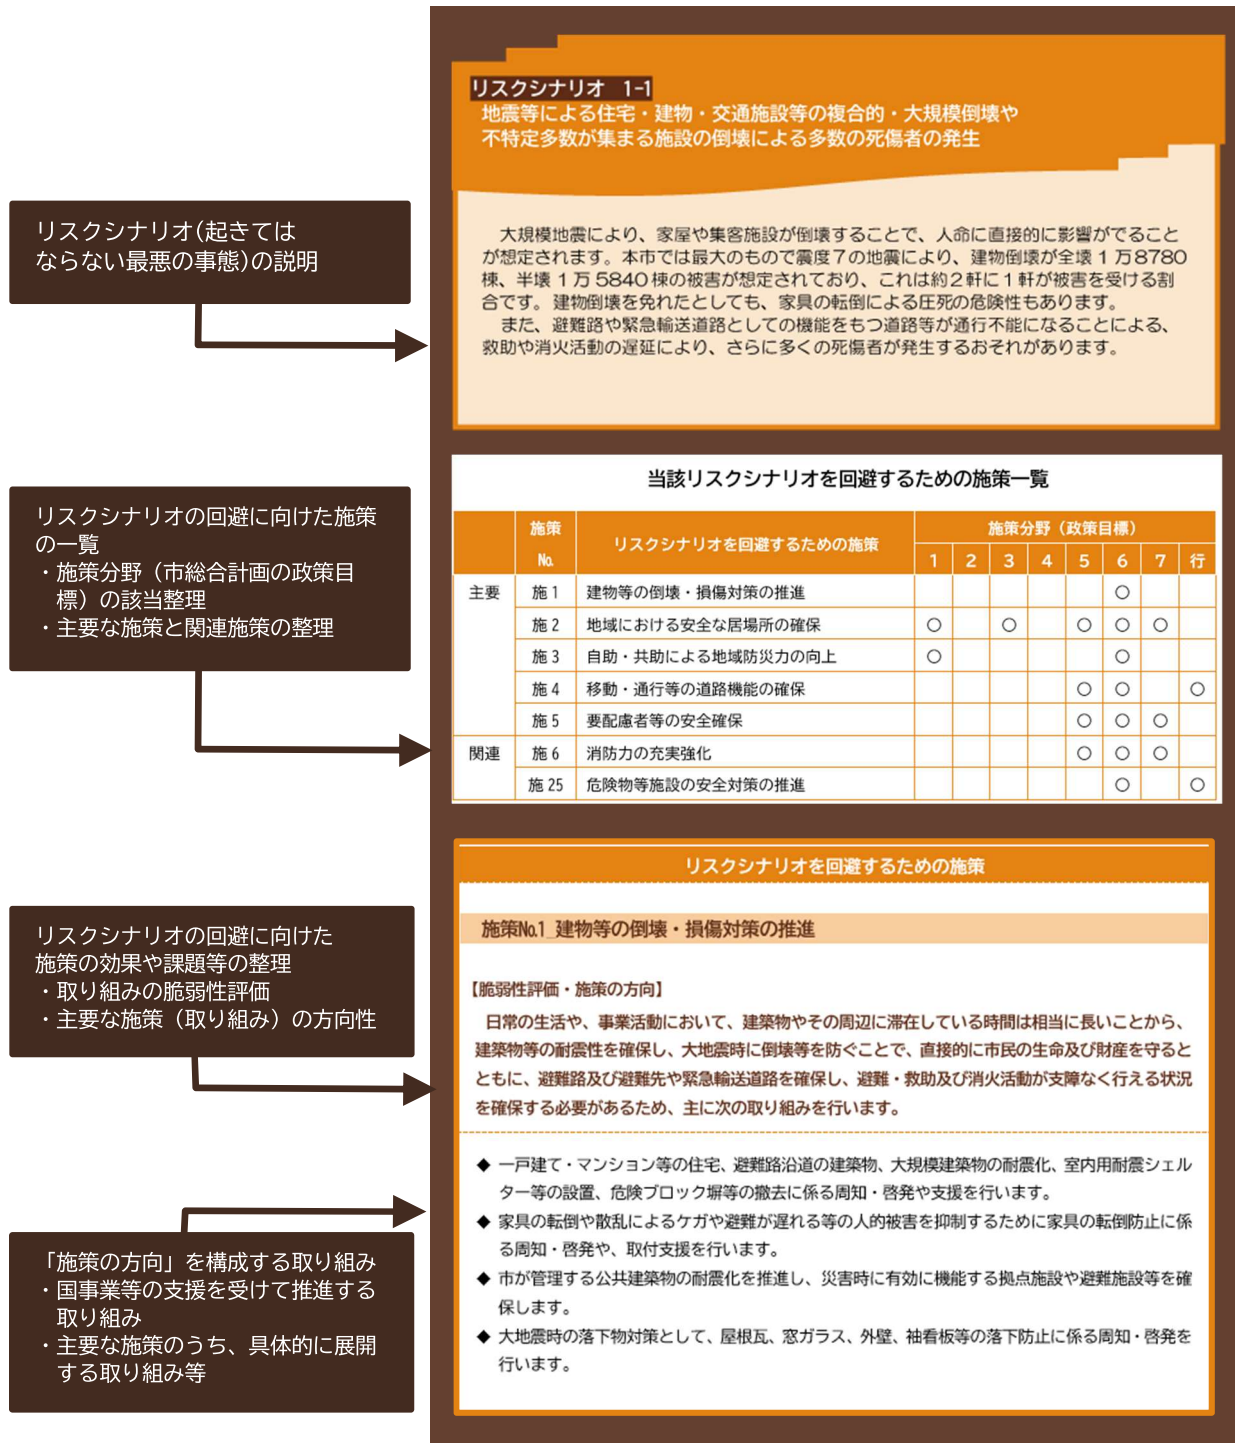 リスクシナリオ(起きては
ならない最悪の事態)の説明
リスクシナリオの回避に向けた施策
の一覧
・施策分野（市総合計画の政策目
標）の該当整理
・主要な施策と関連施策の整理
リスクシナリオの回避に向けた
施策の効果や課題等の整理
・取り組みの脆弱性評価
・主要な施策（取り組み）の方向性
「施策の方向」を構成する取り組み
・国事業等の支援を受けて推進する
取り組み
・主要な施策のうち、具体的に展開
する取り組み等
リスクシナリオ　1-1
地震等による住宅・建物・交通施設等の複合的・大規模倒壊や
不特定多数が集まる施設の倒壊による多数の死傷者の発生
大規模地震により、家屋や集客施設が倒壊することで、人命に直接的に影響がでること
が想定されます。本市では最大のもので震度７の地震により、建物倒壊が全壊１万8780
棟、半壊１万5840棟の被害が想定されており、これは約２軒に１軒が被害を受ける割
合です。建物倒壊を免れたとしても、家具の転倒による圧死の危険性もあります。
また、避難路や緊急輸送道路としての機能をもつ道路等が通行不能になることによる、
救助や消火活動の遅延により、さらに多くの死傷者が発生するおそれがあります。
当該リスクシナリオを回避するための施策一覧
施策No. リスクシナリオを回避するための施策 施策分野（政策目標）
1 2 3 4 5 6 7 行
主要 施1 建物等の倒壊・損傷対策の推進 ○
施2 地域における安全な居場所の確保 ○ ○ ○ ○ ○
施3 自助・共助による地域防災力の向上 ○ ○
施4 移動・通行等の道路機能の確保 ○ ○ ○
施5 要配慮者等の安全確保 ○ ○ ○
関連 施6 消防力の充実強化 ○ ○ ○
施25 危険物等施設の安全対策の推進 ○ ○
リスクシナリオを回避するための施策
施策No.1_建物等の倒壊・損傷対策の推進
【脆弱性評価・施策の方向】
日常の生活や、事業活動において、建築物やその周辺に滞在している時間は相当に長いことから、
建築物等の耐震性を確保し、大地震時に倒壊等を防ぐことで、直接的に市民の生命及び財産を守ると
ともに、避難路及び避難先や緊急輸送道路を確保し、避難・救助及び消火活動が支障なく行える状況
を確保する必要があるため、主に次の取り組みを行います。
◆ 一戸建て・マンション等の住宅、避難路沿道の建築物、大規模建築物の耐震化、室内用耐震シェル
ター等の設置、危険ブロック塀等の撤去に係る周知・啓発や支援を行います。
◆ 家具の転倒や散乱によるケガや避難が遅れる等の人的被害を抑制するために家具の転倒防止に係
る周知・啓発や、取付支援を行います。
◆ 市が管理する公共建築物の耐震化を推進し、災害時に有効に機能する拠点施設や避難施設等を確
保します。
◆ 大地震時の落下物対策として、屋根瓦、窓ガラス、外壁、袖看板等の落下防止に係る周知・啓発を
行います。